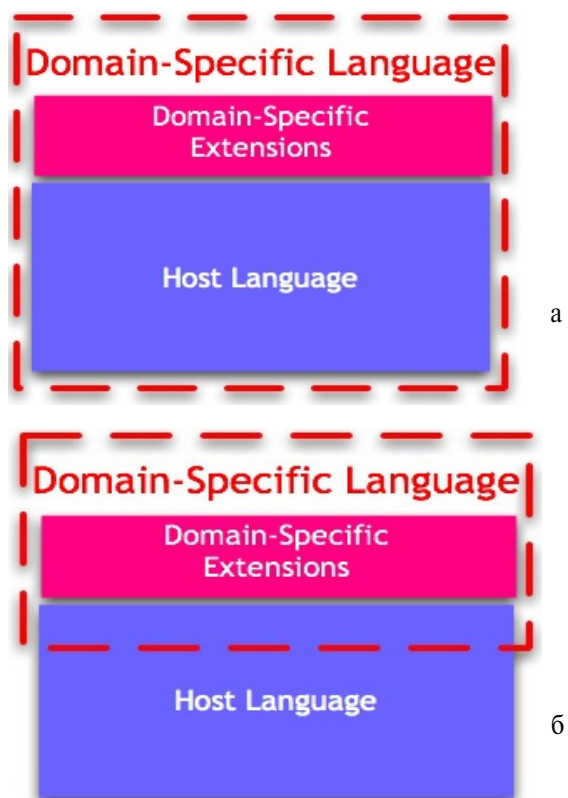 Domain-Specific Language
Domain-Specific
Extensions
Host Language
а
Domain-Specific Language
Domain-Specific
Extensions
Host Language
б